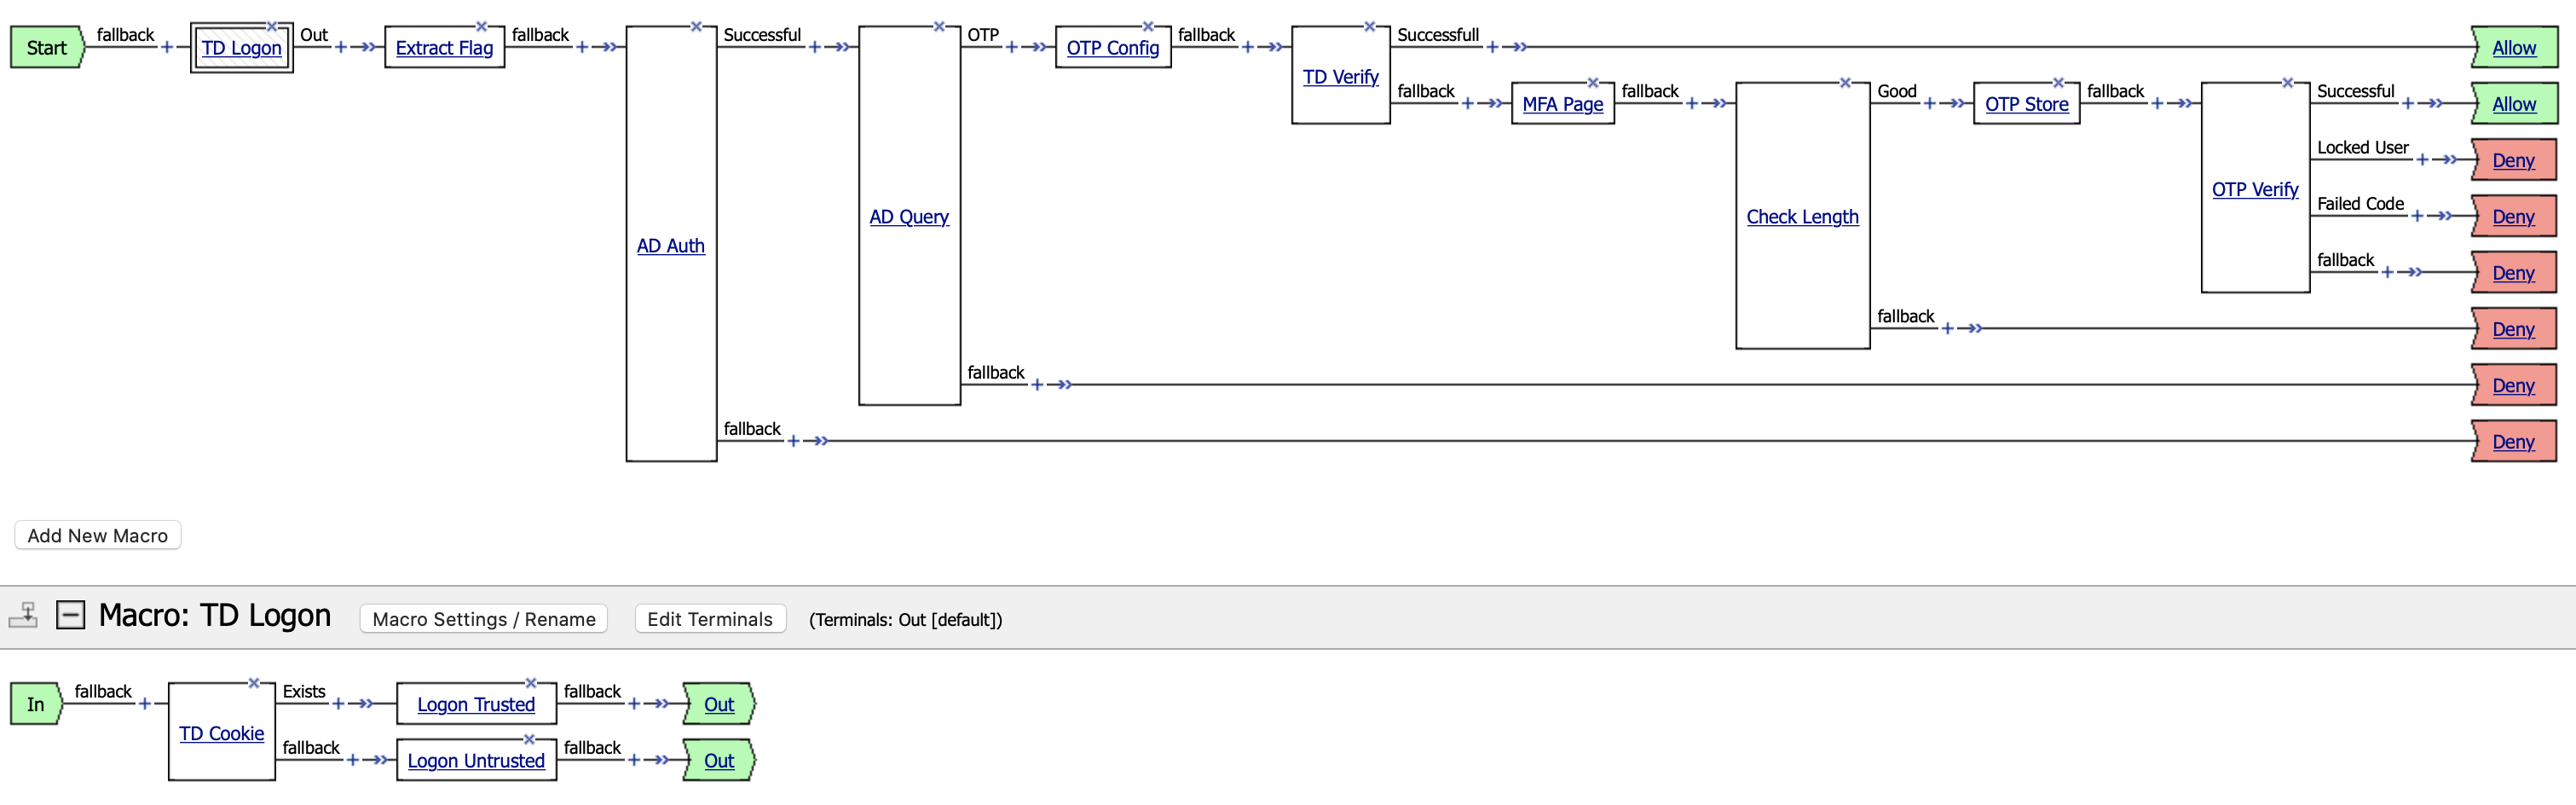 Start fallback TD Logon Out Extract Flag fallback AD Auth Successful AD Query OTP OTP Config fallback TD Verify Successfull Allow
fallback MFA Page fallback Check Length Good OTP Store fallback OTP Verify Successful Allow
Locked User Deny
Failed Code Deny
fallback Deny
fallback Deny
fallback Deny
fallback Deny
Add New Macro
Macro: TD Logon Macro Settings / Rename Edit Terminals (Terminals: Out [default])
In fallback TD Cookie Exists Logon Trusted fallback Out
fallback Logon Untrusted fallback Out